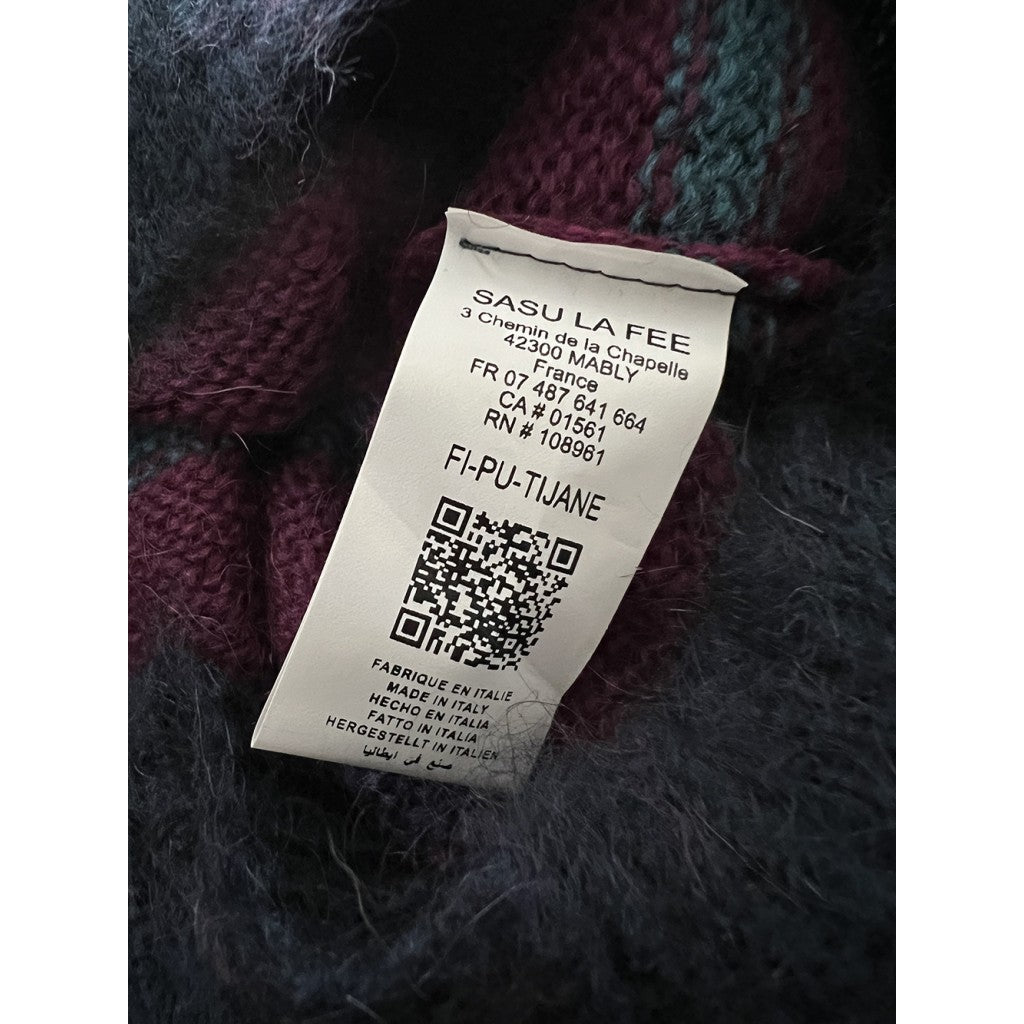 SASU LA FEE
3 Chemin de la Chapelle
42300 MABLY
France
FR 07 487 641 664
CA # 01561
RN # 108961
FI-PU-TIJANE
FABRIQUE EN ITALIE
MADE IN ITALY
HECHO EN ITALIA
FATTO IN ITALIA
HERGESTELLT IN ITALIEN
صنع في ايطاليا